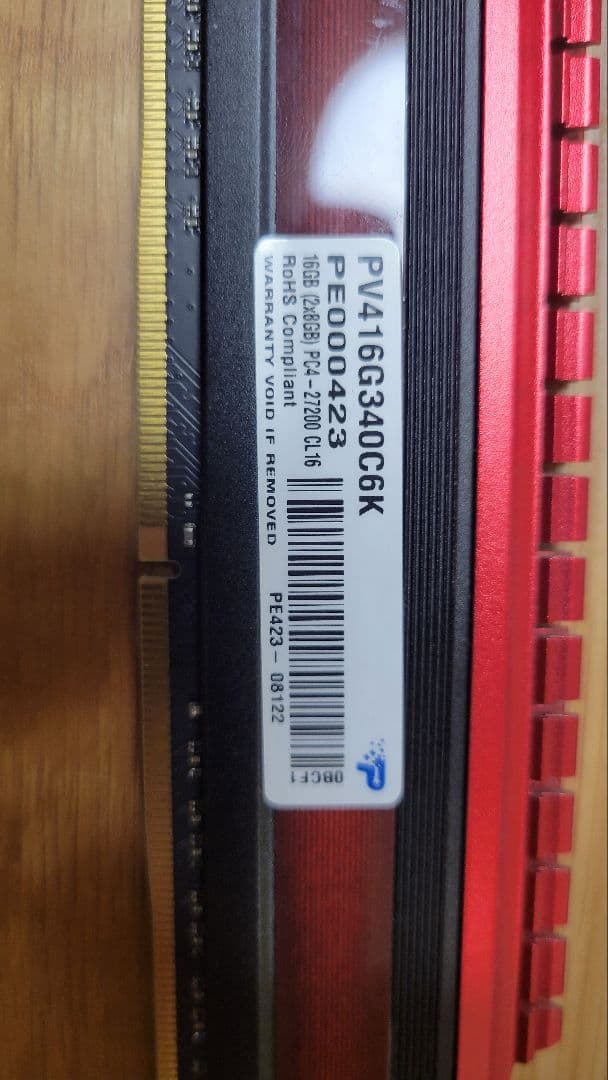 PV416G340C6K
PE000423
16GB (2x8GB) PC4-27200 CL16
RoHS Compliant
WARRANTY VOID IF REMOVED
PE423- 08122
0BCF1